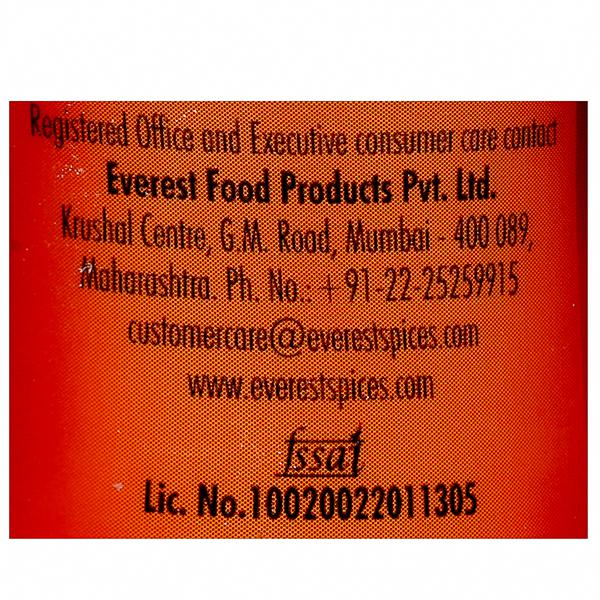 Registered Office and Executive consumer care contact
Everest Food Products Pvt. Ltd.
Krushal Centre, G.M. Road, Mumbai - 400 089,
Maharashtra. Ph. No.: + 91-22-25259915
customercare@everestspices.com
www.everestspices.com
fssai
Lic. No.10020022011305